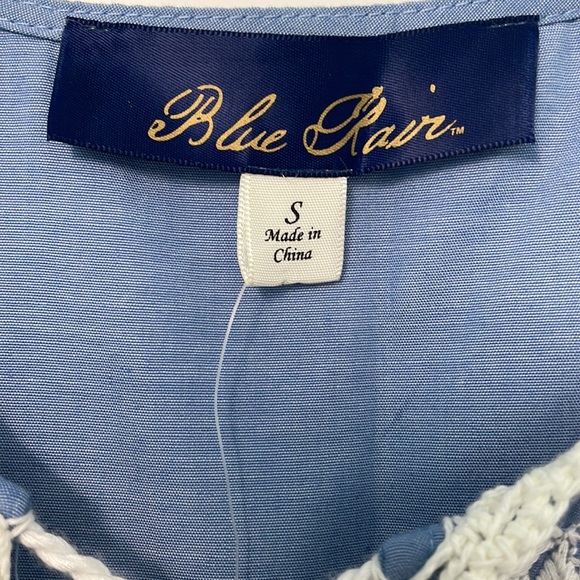 Blue Rain™
S
Made in
China